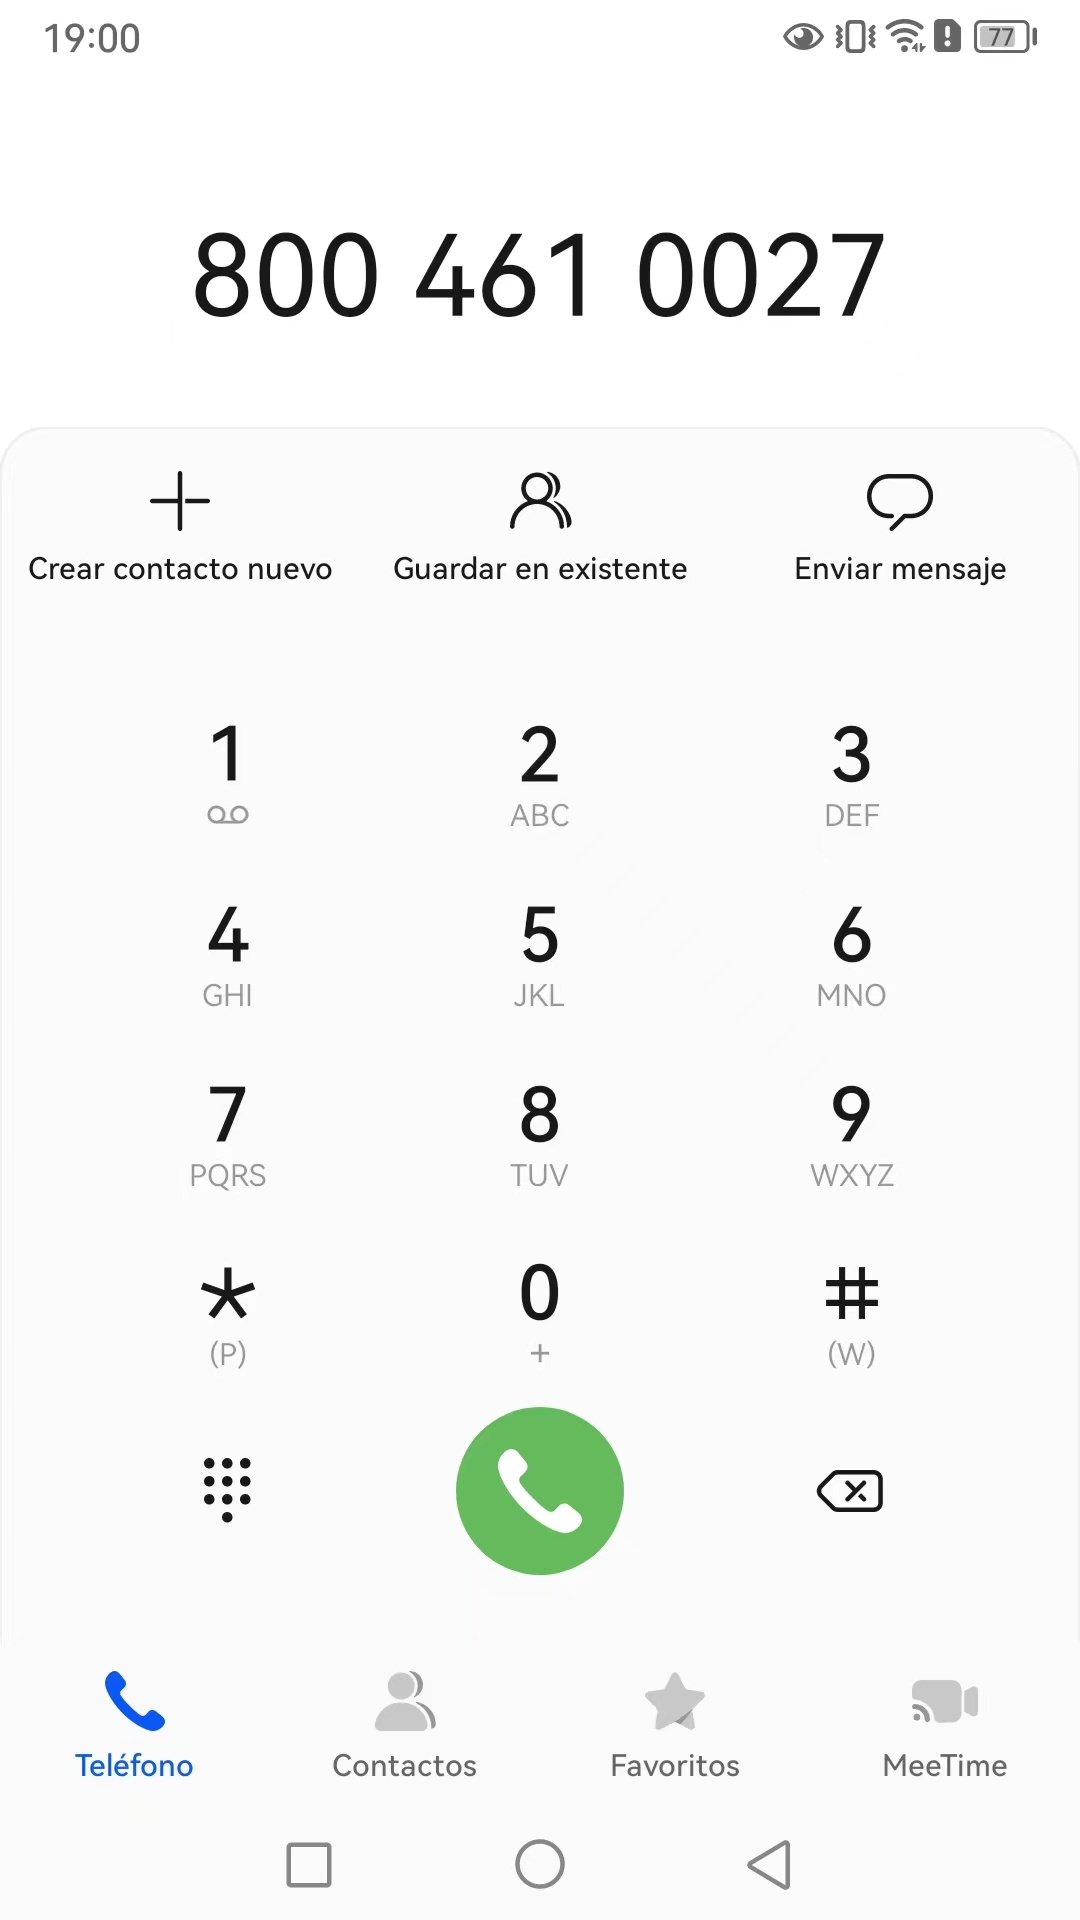 19:00
77
800 461 0027
Crear contacto nuevo
Guardar en existente
Enviar mensaje
1
2
ABC
3
DEF
4
GHI
5
JKL
6
MNO
7
PQRS
8
TUV
9
WXYZ
*
(P)
0
+
#
(W)
Teléfono
Contactos
Favoritos
MeeTime